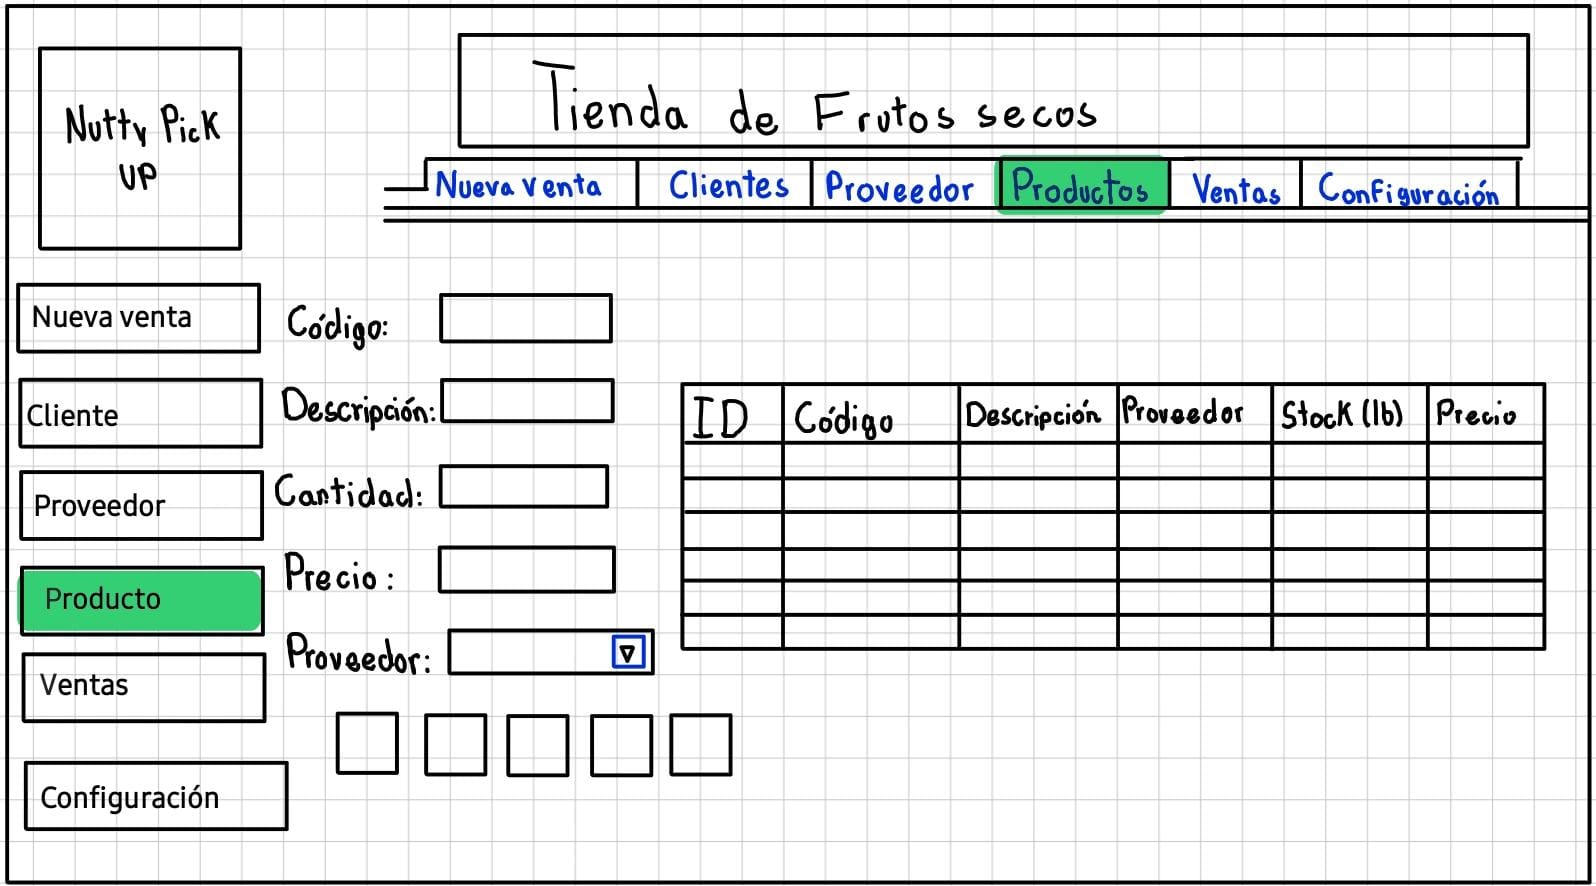 Nutty Pick
UP
Tienda de Frutos secos
Nueva venta
Clientes
Proveedor
Productos
Ventas
Configuración
Nueva venta
Cliente
Proveedor
Producto
Ventas
Configuración
Código:
Descripción:
Cantidad:
Precio:
Proveedor:
ID
Código
Descripción
Proveedor
Stock (lb)
Precio